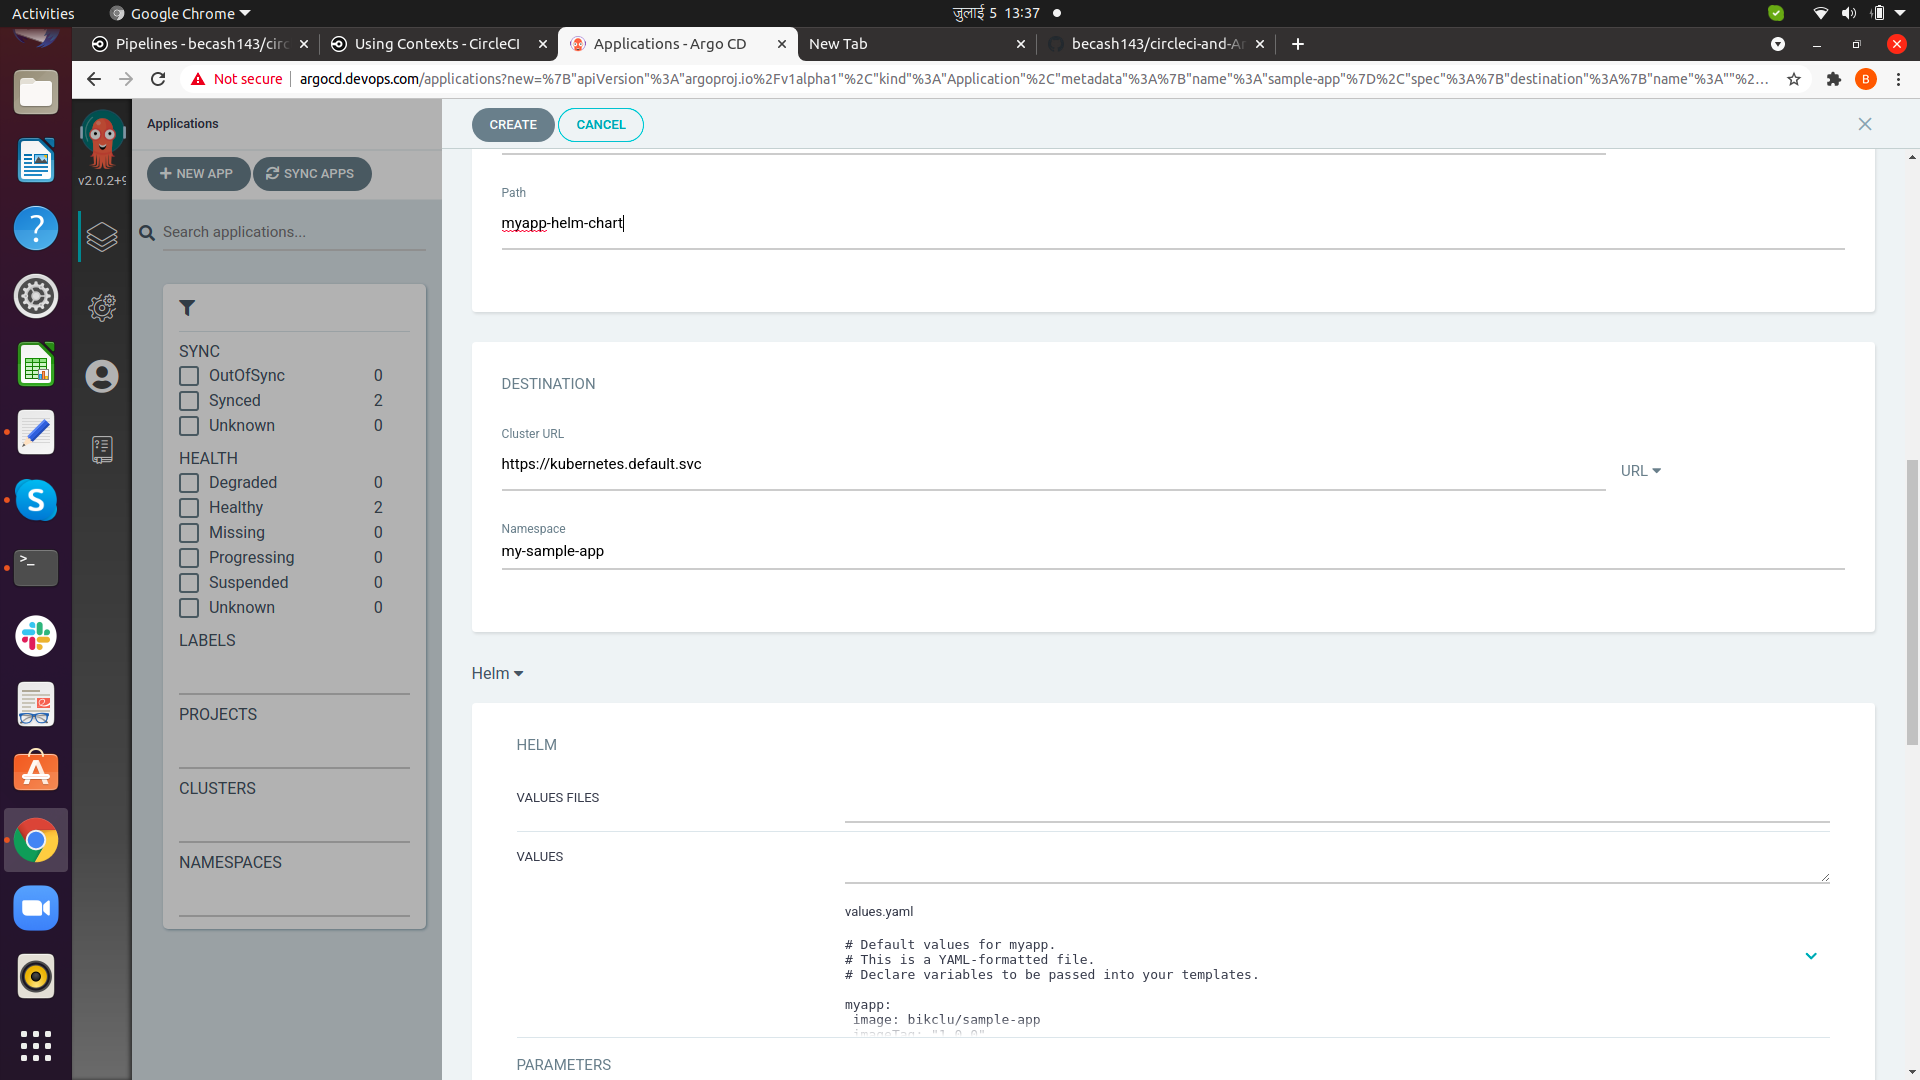 Activities
Google Chrome
जुलाई 5 13:37
Pipelines - becash143/circ
Using Contexts - CircleCI
Applications - Argo CD
New Tab
becash143/circleci-and-Ar
Not secure
argocd.devops.com/applications?new=%7B"apiVersion"%3A"argoproj.io%2Fv1alpha1"%2C"kind"%3A"Application"%2C"metadata"%3A%7B"name"%3A"sample-app"%7D%2C"spec"%3A%7B"destination"%3A%7B"name"%3A""%2...
B
v2.0.2+9
Applications
NEW APP
SYNC APPS
Search applications...
SYNC
OutOfSync 0
Synced 2
Unknown 0
HEALTH
Degraded 0
Healthy 2
Missing 0
Progressing 0
Suspended 0
Unknown 0
LABELS
PROJECTS
CLUSTERS
NAMESPACES
CREATE
CANCEL
Path
myapp-helm-chart
DESTINATION
Cluster URL
https://kubernetes.default.svc
URL
Namespace
my-sample-app
Helm
HELM
VALUES FILES
VALUES
values.yaml
# Default values for myapp.
# This is a YAML-formatted file.
# Declare variables to be passed into your templates.
myapp:
image: bikclu/sample-app
imageTag: "1.0.0"
PARAMETERS